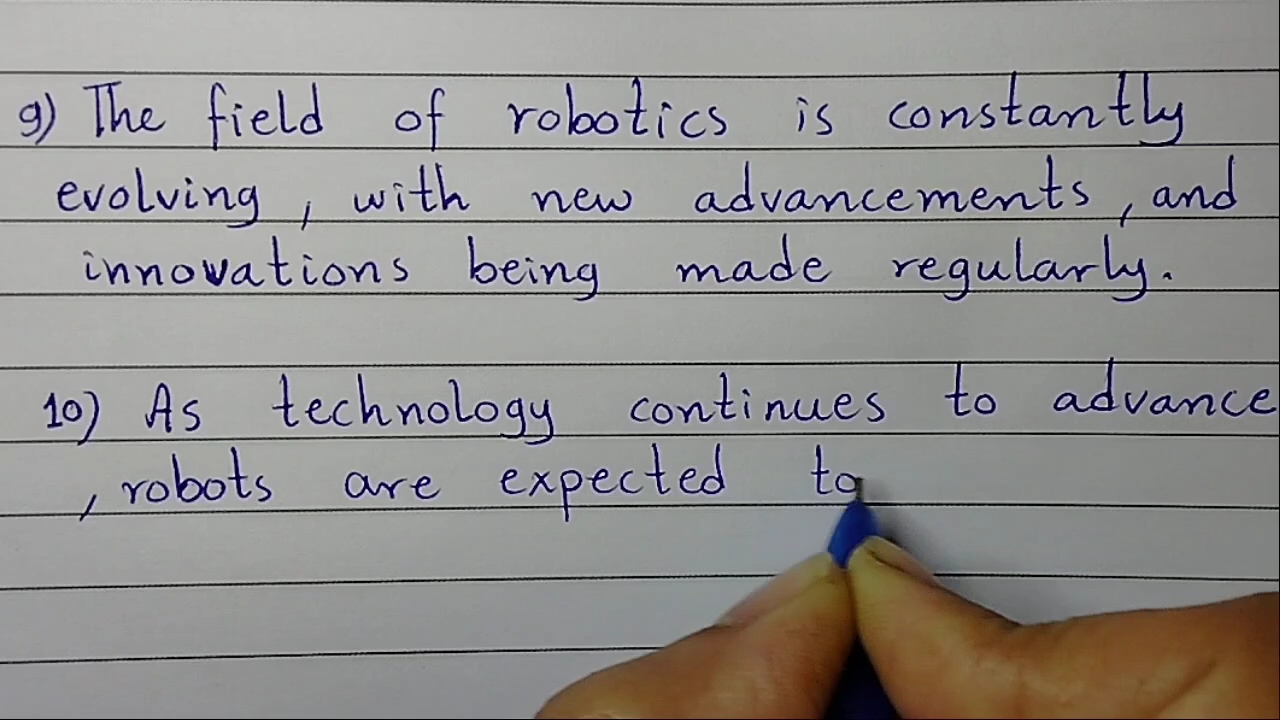 9) The field of robotics is constantly
evolving, with new advancements, and
innovations being made regularly.
10) As technology continues to advance
, robots are expected to